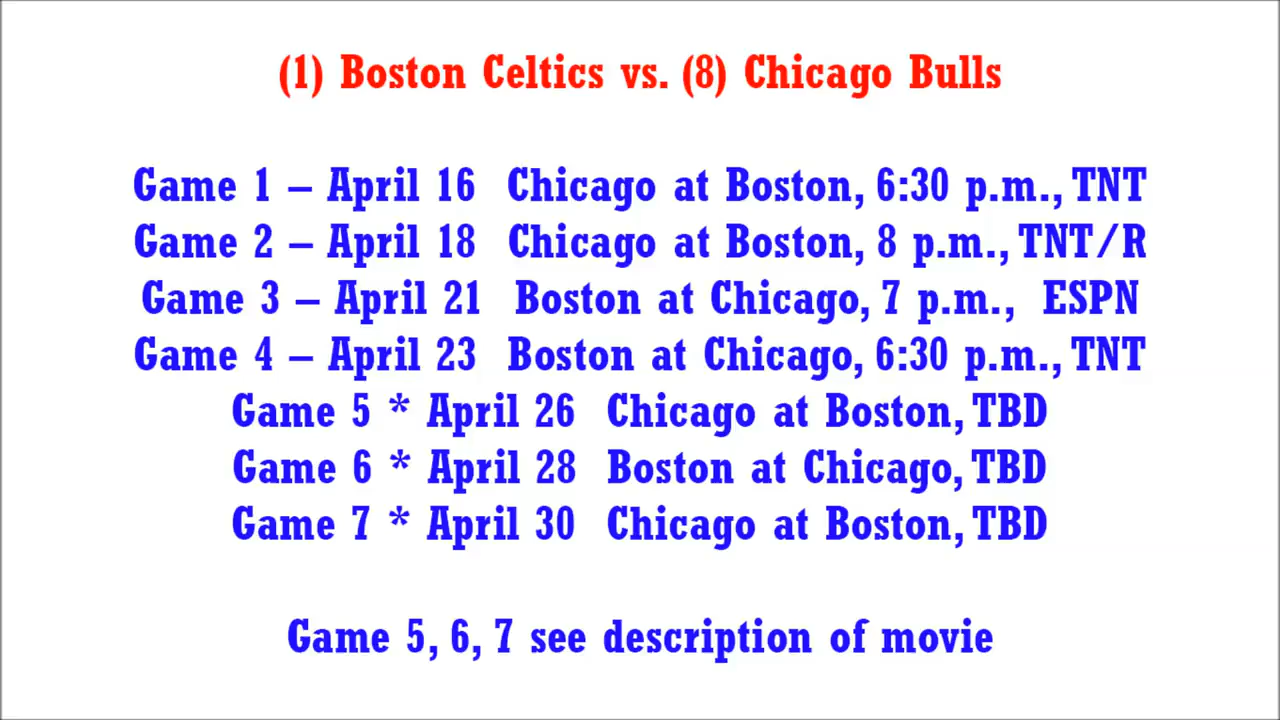 (1) Boston Celtics vs. (8) Chicago Bulls
Game 1 – April 16 Chicago at Boston, 6:30 p.m., TNT
Game 2 – April 18 Chicago at Boston, 8 p.m., TNT/R
Game 3 – April 21 Boston at Chicago, 7 p.m., ESPN
Game 4 – April 23 Boston at Chicago, 6:30 p.m., TNT
Game 5 * April 26 Chicago at Boston, TBD
Game 6 * April 28 Boston at Chicago, TBD
Game 7 * April 30 Chicago at Boston, TBD
Game 5, 6, 7 see description of movie